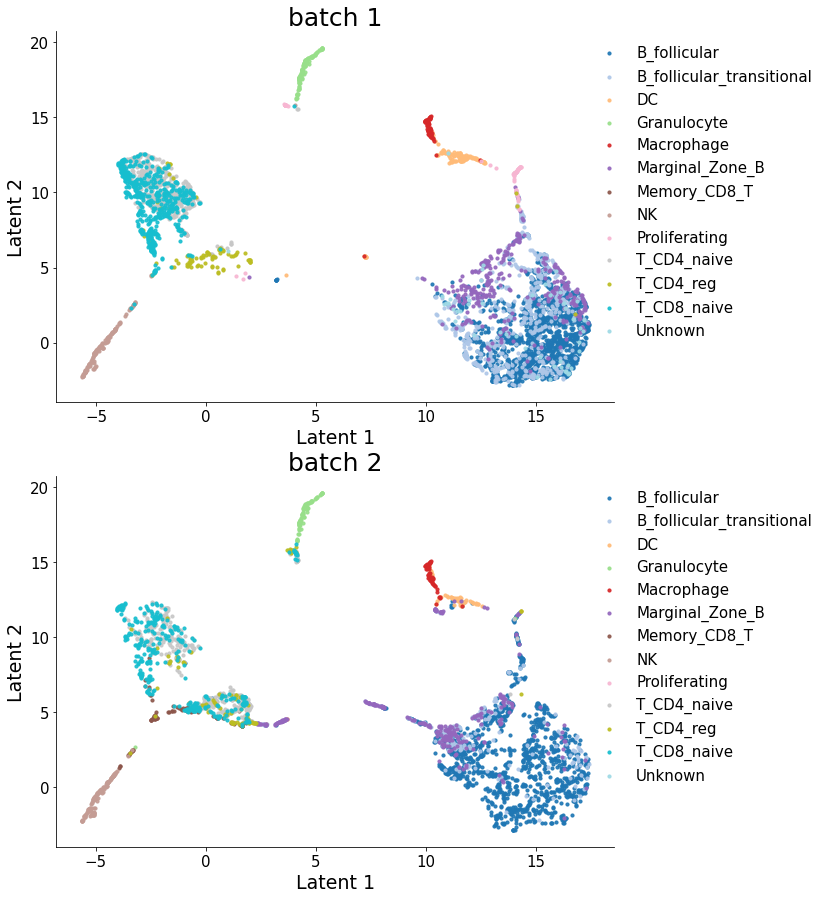 batch 1
Latent 2
20
15
10
5
0
−5 0 5 10 15
Latent 1
B_follicular
B_follicular_transitional
DC
Granulocyte
Macrophage
Marginal_Zone_B
Memory_CD8_T
NK
Proliferating
T_CD4_naive
T_CD4_reg
T_CD8_naive
Unknown
batch 2
Latent 2
20
15
10
5
0
−5 0 5 10 15
Latent 1
B_follicular
B_follicular_transitional
DC
Granulocyte
Macrophage
Marginal_Zone_B
Memory_CD8_T
NK
Proliferating
T_CD4_naive
T_CD4_reg
T_CD8_naive
Unknown